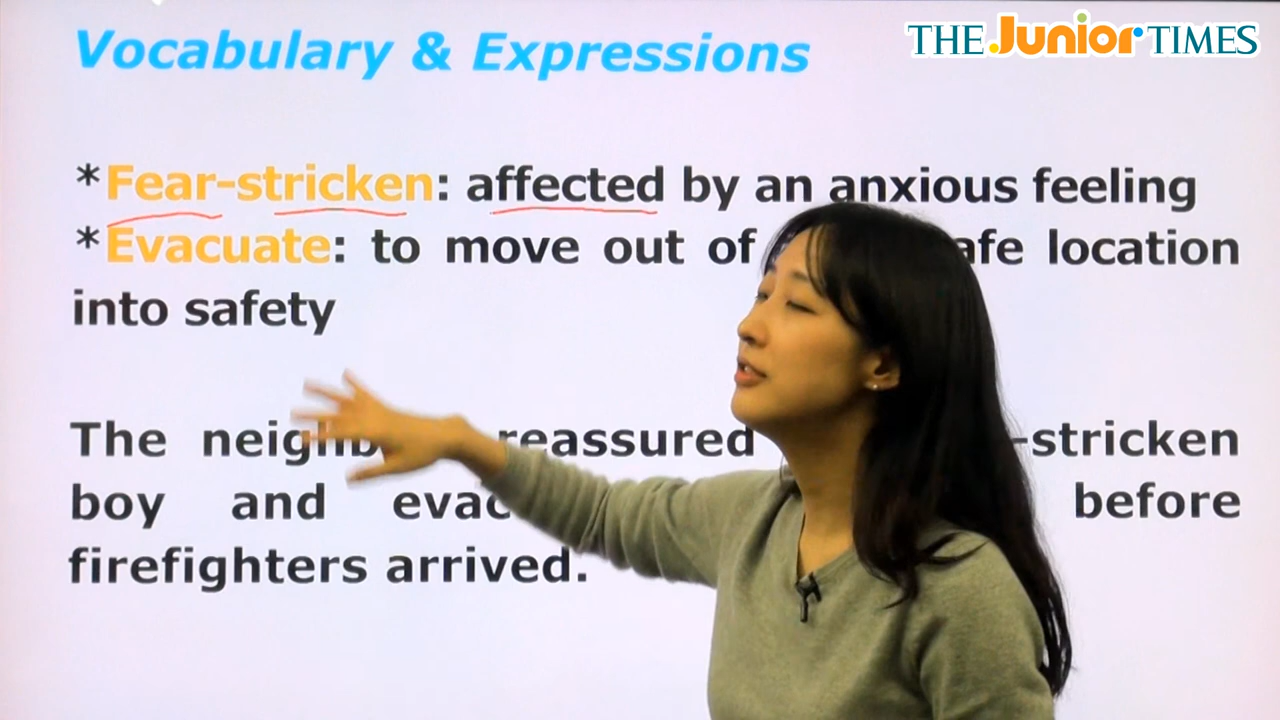 Vocabulary & Expressions
THE Junior TIMES
*Fear-stricken: affected by an anxious feeling
*Evacuate: to move out of afe location
into safety
The neighb reassured -stricken
boy and evac before
firefighters arrived.